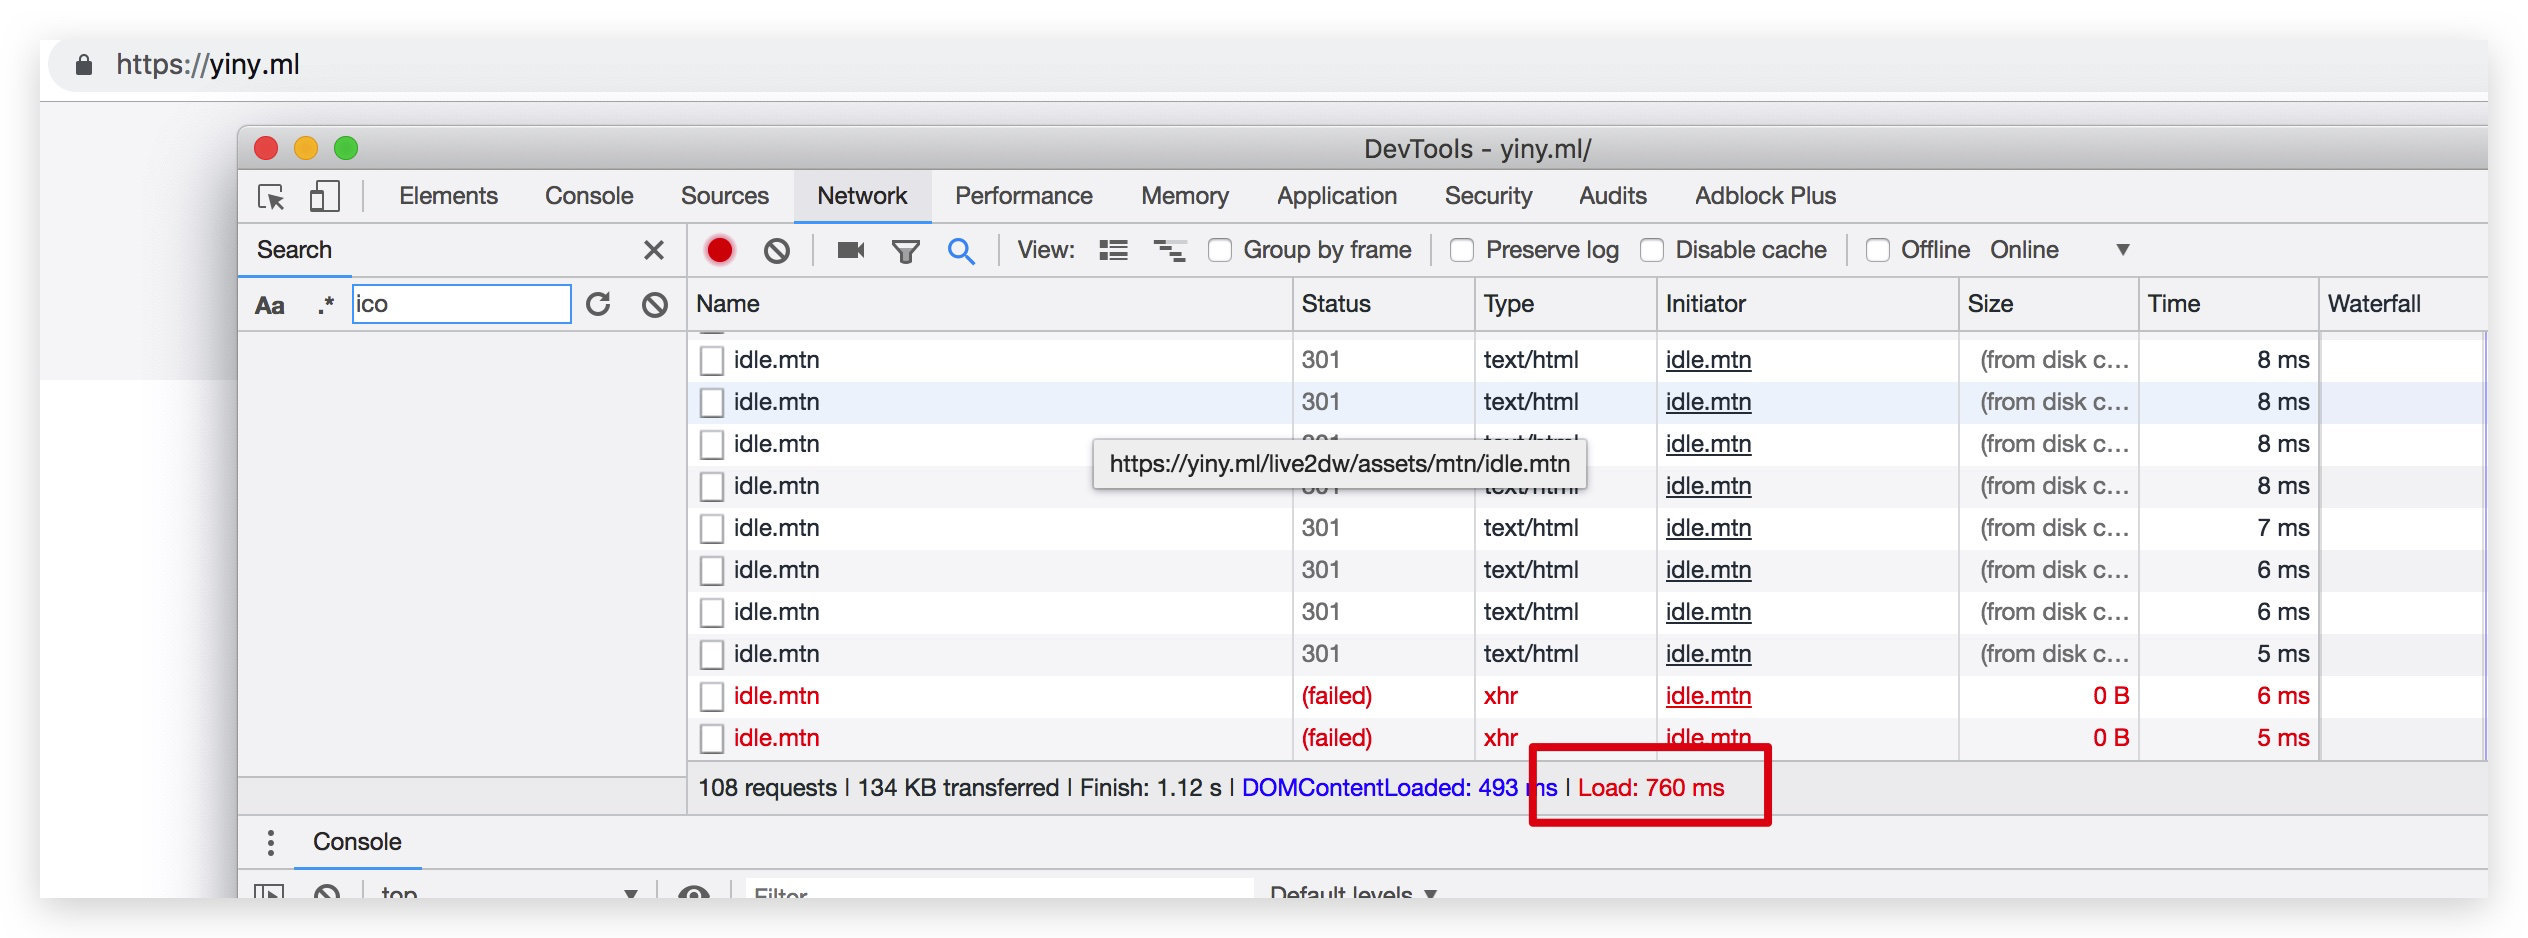 https://yiny.ml
DevTools - yiny.ml/
Elements Console Sources Network Performance Memory Application Security Audits Adblock Plus
Search
View: Group by frame Preserve log Disable cache Offline Online
Aa .* ico
Name Status Type Initiator Size Time Waterfall
idle.mtn 301 text/html idle.mtn (from disk c... 8 ms
idle.mtn 301 text/html idle.mtn (from disk c... 8 ms
idle.mtn 301 text/html idle.mtn (from disk c... 8 ms
https://yiny.ml/live2dw/assets/mtn/idle.mtn
idle.mtn 301 text/html idle.mtn (from disk c... 8 ms
idle.mtn 301 text/html idle.mtn (from disk c... 7 ms
idle.mtn 301 text/html idle.mtn (from disk c... 6 ms
idle.mtn 301 text/html idle.mtn (from disk c... 6 ms
idle.mtn 301 text/html idle.mtn (from disk c... 5 ms
idle.mtn (failed) xhr idle.mtn 0 B 6 ms
idle.mtn (failed) xhr idle.mtn 0 B 5 ms
108 requests | 134 KB transferred | Finish: 1.12 s | DOMContentLoaded: 493 ms | Load: 760 ms
Console
top Filter Default levels